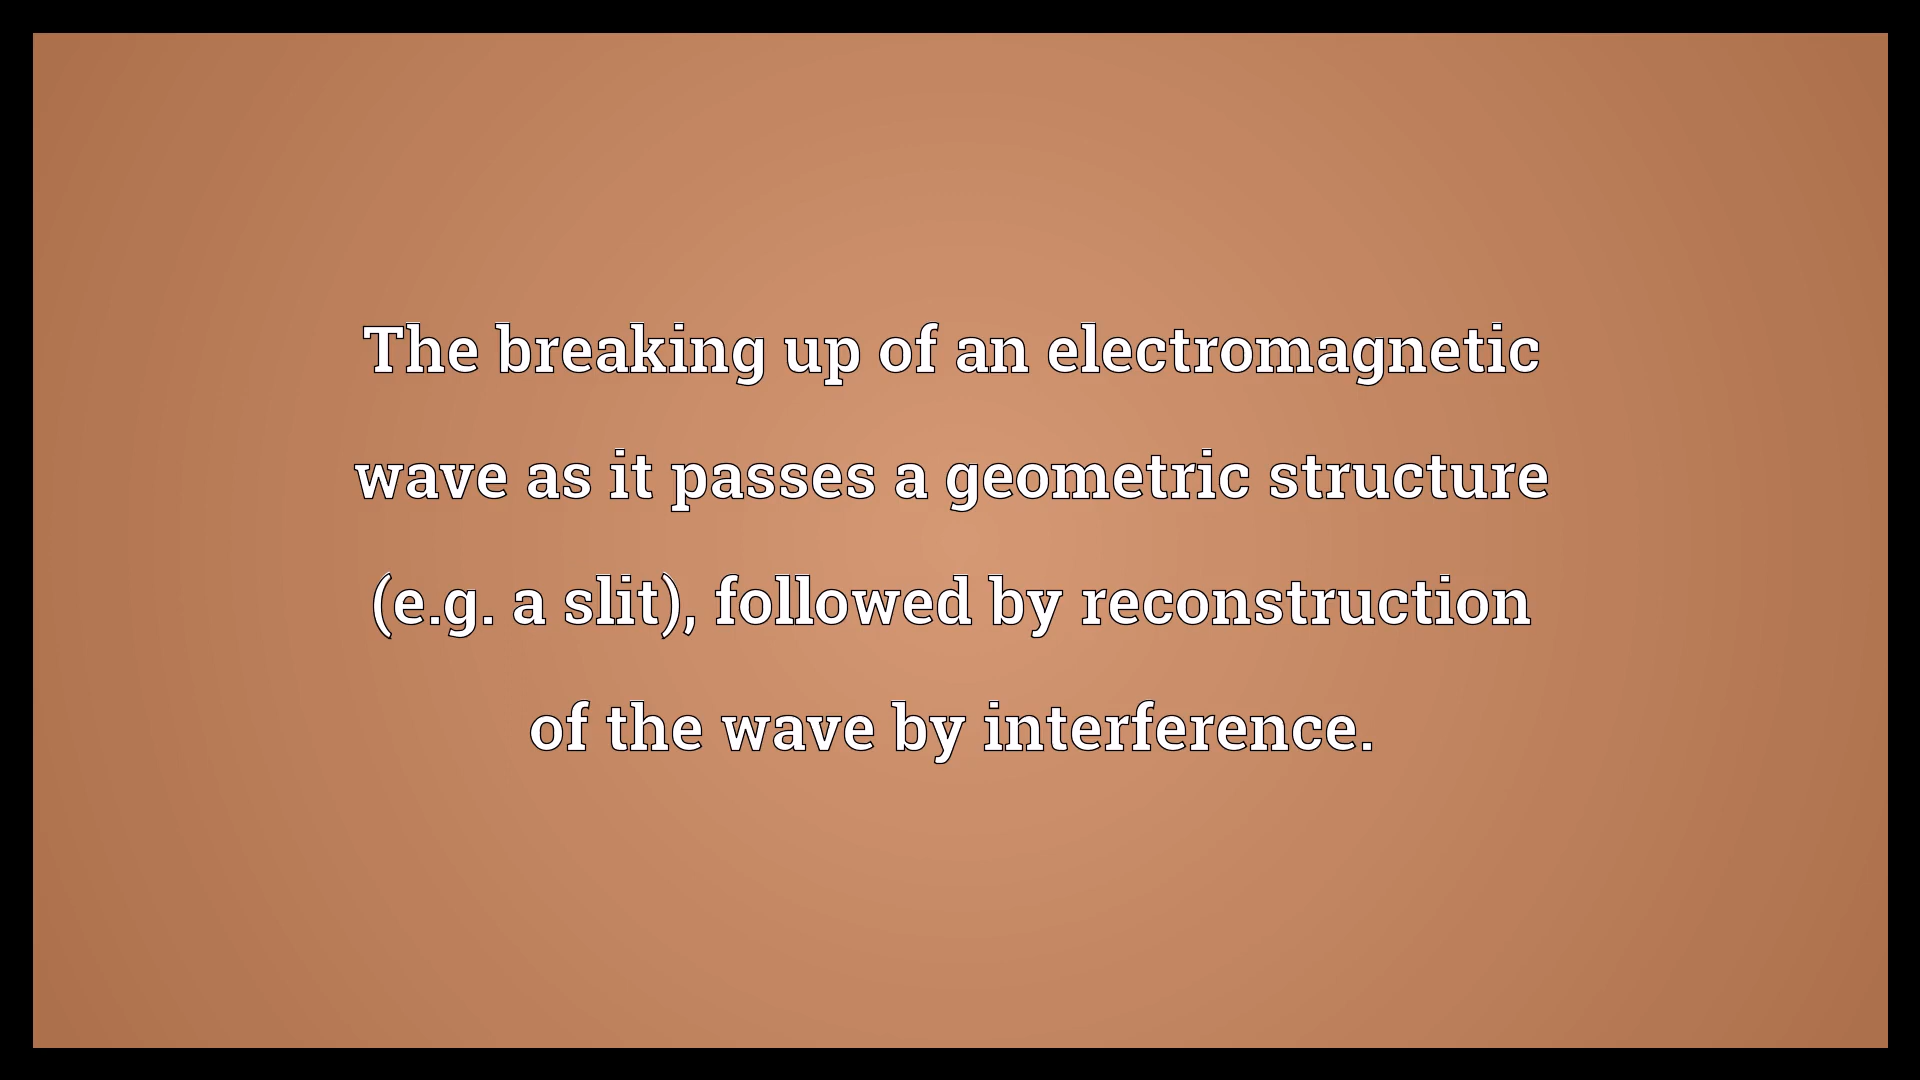 The breaking up of an electromagnetic
wave as it passes a geometric structure
(e.g. a slit), followed by reconstruction
of the wave by interference.